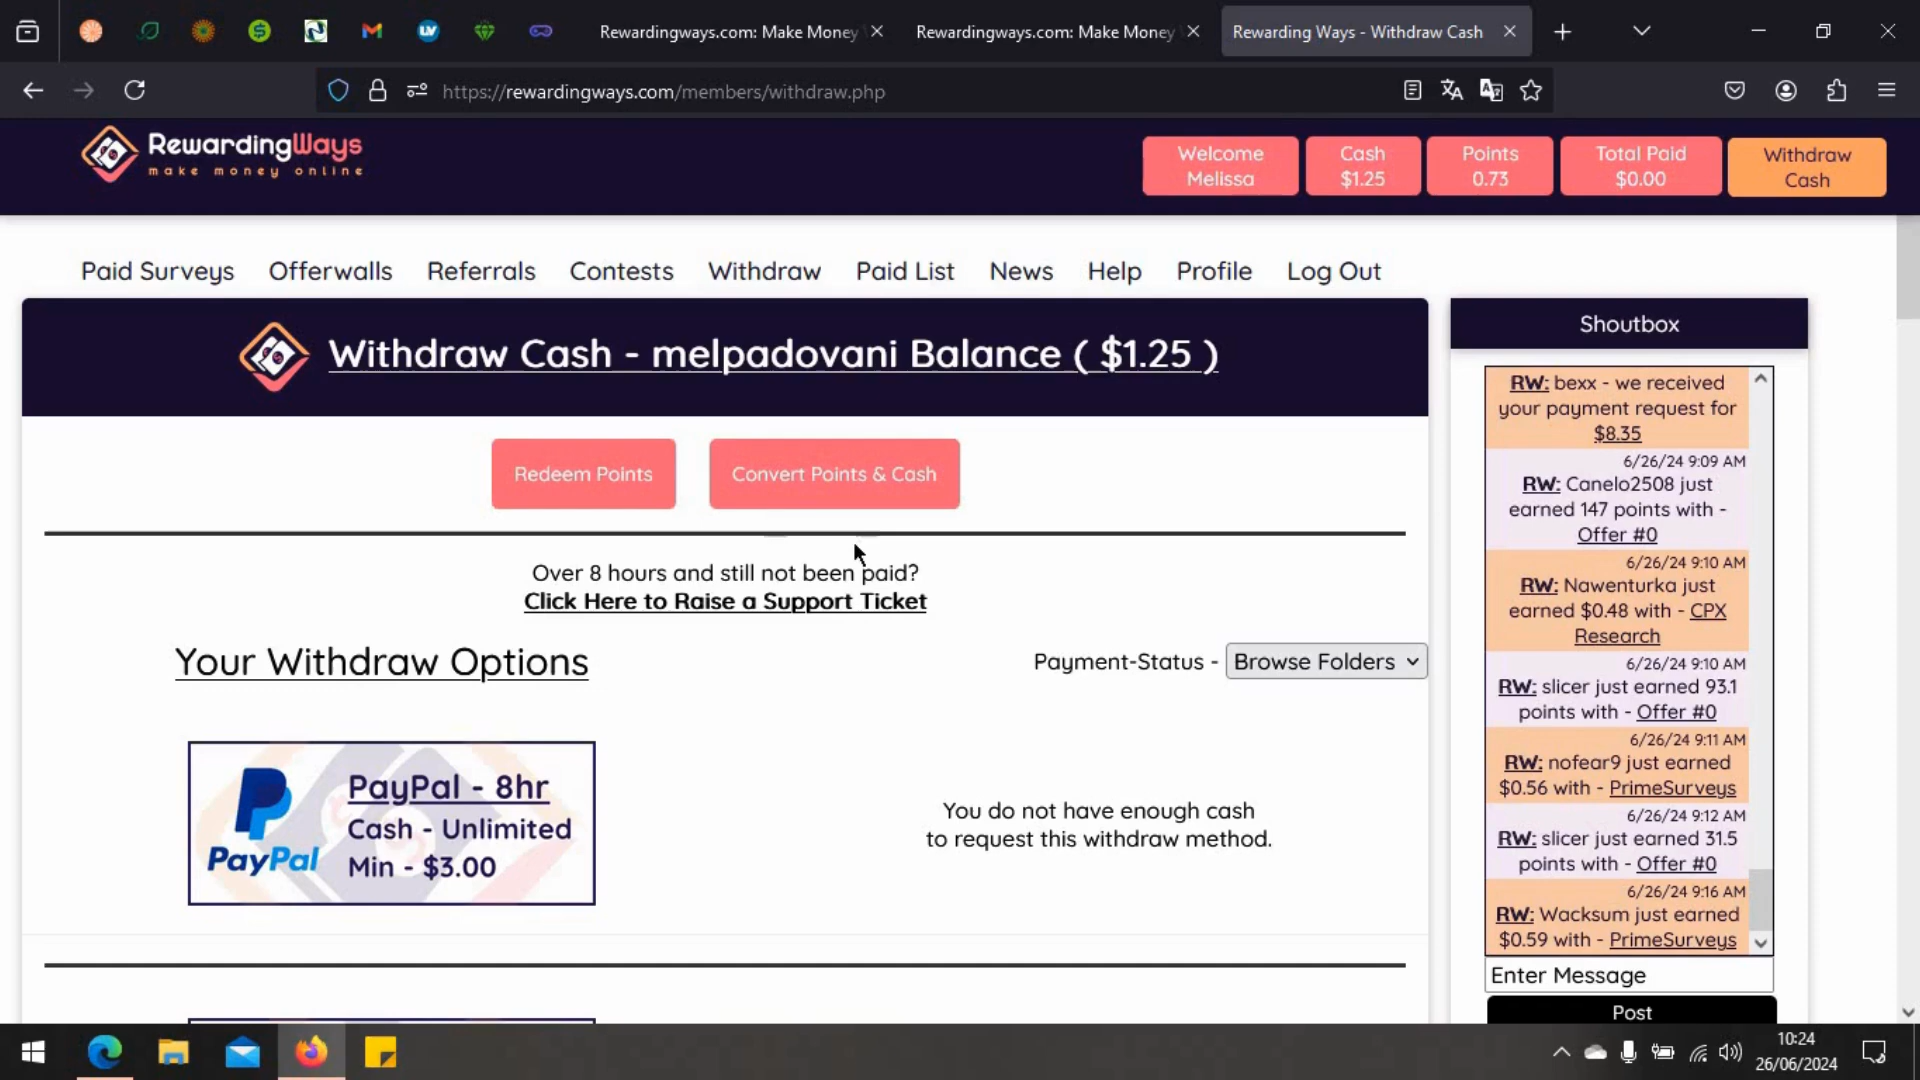 Rewardingways.com: Make Money
Rewardingways.com: Make Money
Rewarding Ways - Withdraw Cash
https://rewardingways.com/members/withdraw.php
RewardingWays
make money online
Welcome
Melissa
Cash
$1.25
Points
0.73
Total Paid
$0.00
Withdraw
Cash
Paid Surveys
Offerwalls
Referrals
Contests
Withdraw
Paid List
News
Help
Profile
Log Out
Withdraw Cash - melpadovani Balance ( $1.25 )
Redeem Points
Convert Points & Cash
Over 8 hours and still not been paid?
Click Here to Raise a Support Ticket
Your Withdraw Options
Payment-Status - Browse Folders
PayPal
PayPal - 8hr
Cash - Unlimited
Min - $3.00
You do not have enough cash
to request this withdraw method.
Shoutbox
RW: bexx - we received
your payment request for
$8.35
6/26/24 9:09 AM
RW: Canelo2508 just
earned 147 points with -
Offer #0
6/26/24 9:10 AM
RW: Nawenturka just
earned $0.48 with - CPX
Research
6/26/24 9:10 AM
RW: slicer just earned 93.1
points with - Offer #0
6/26/24 9:11 AM
RW: nofear9 just earned
$0.56 with - PrimeSurveys
6/26/24 9:12 AM
RW: slicer just earned 31.5
points with - Offer #0
6/26/24 9:16 AM
RW: Wacksum just earned
$0.59 with - PrimeSurveys
Enter Message
Post
10:24
26/06/2024